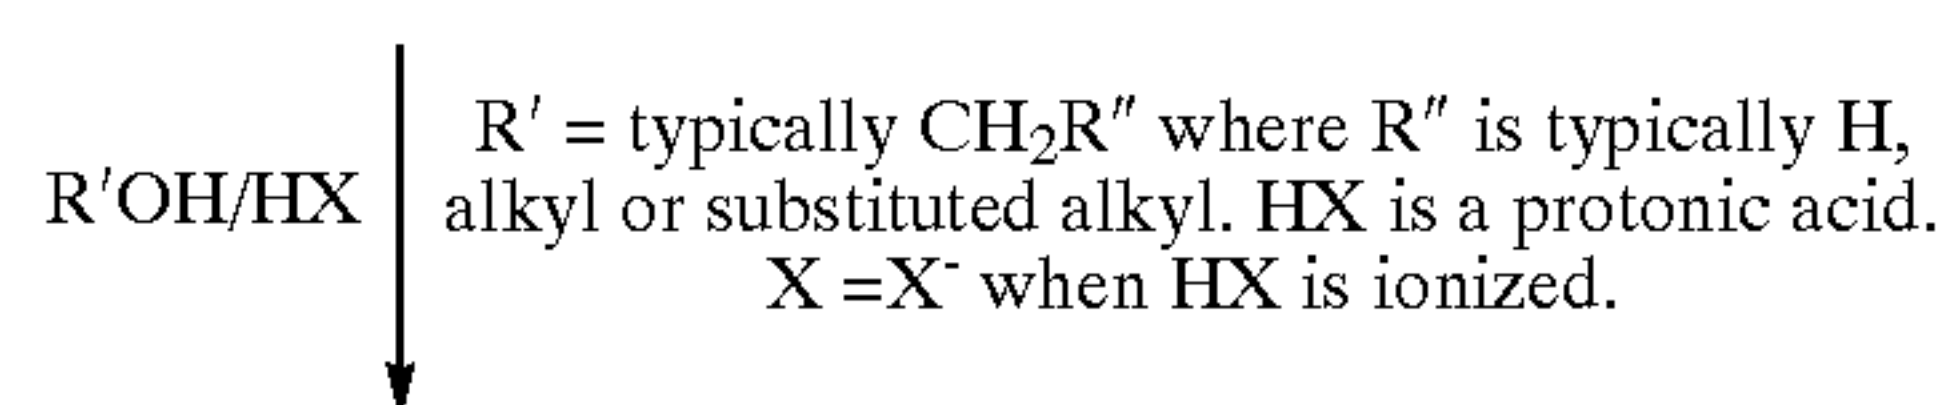 R′ = typically CH₂R″ where R″ is typically H,
R′OH/HX
alkyl or substituted alkyl. HX is a protonic acid.
X =X⁻ when HX is ionized.